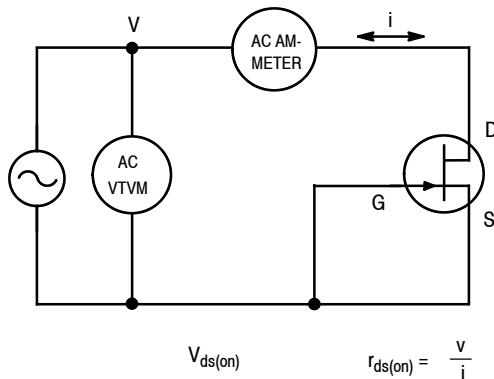 V
AC AM-
METER
i
AC
VTVM
D
G
S
V ds(on)
r ds(on) = v
i